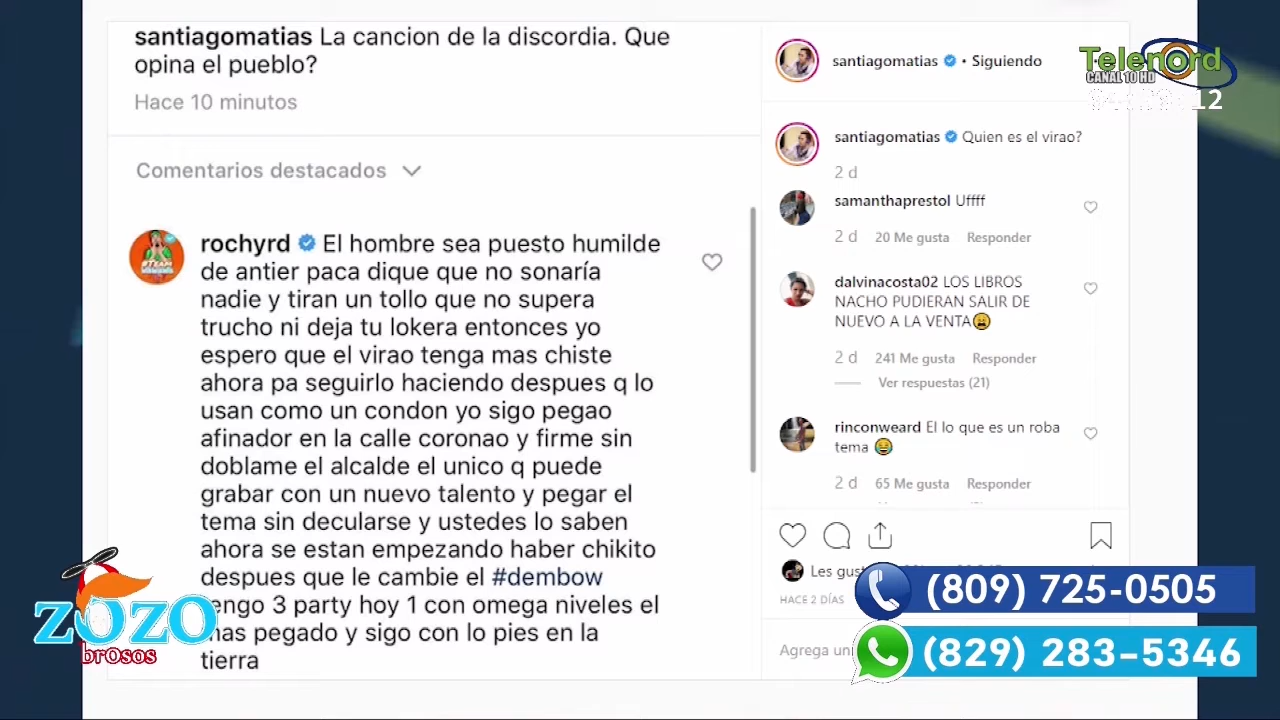 santiagomatias La cancion de la discordia. Que
opina el pueblo?
Hace 10 minutos
Comentarios destacados
rochyrd El hombre sea puesto humilde
de antier paca dique que no sonaría
nadie y tiran un tollo que no supera
trucho ni deja tu lokera entonces yo
espero que el virao tenga mas chiste
ahora pa seguirlo haciendo despues q lo
usan como un condon yo sigo pegao
afinador en la calle coronao y firme sin
doblame el alcalde el unico q puede
grabar con un nuevo talento y pegar el
tema sin decularse y ustedes lo saben
ahora se estan empezando haber chikito
despues que le cambie el #dembow
engo 3 party hoy 1 con omega niveles el
mas pegado y sigo con lo pies en la
tierra
santiagomatias • Siguiendo
santiagomatias Quien es el virao?
2 d
samanthaprestol Uffff
2 d 20 Me gusta Responder
dalvinacosta02 LOS LIBROS
NACHO PUDIERAN SALIR DE
NUEVO A LA VENTA
2 d 241 Me gusta Responder
Ver respuestas (21)
rinconweard El lo que es un roba
tema
2 d 65 Me gusta Responder
Les gust
HACE 2 DÍAS
Agrega un
Telenord
CANAL 10 HD
12
ZOZO
brOsos
(809) 725-0505
(829) 283-5346